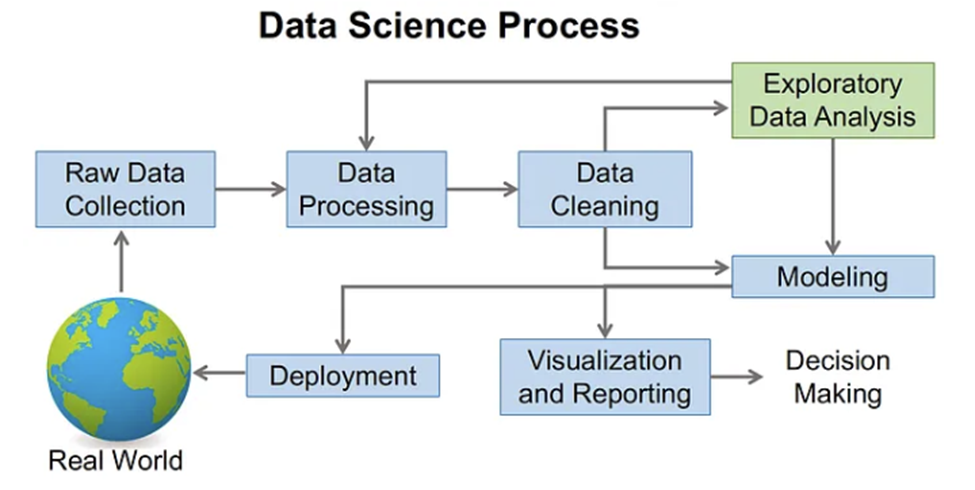 Data Science Process
Exploratory
Data Analysis
Raw Data
Collection
Data
Processing
Data
Cleaning
Modeling
Deployment
Visualization
and Reporting
Decision
Making
Real World